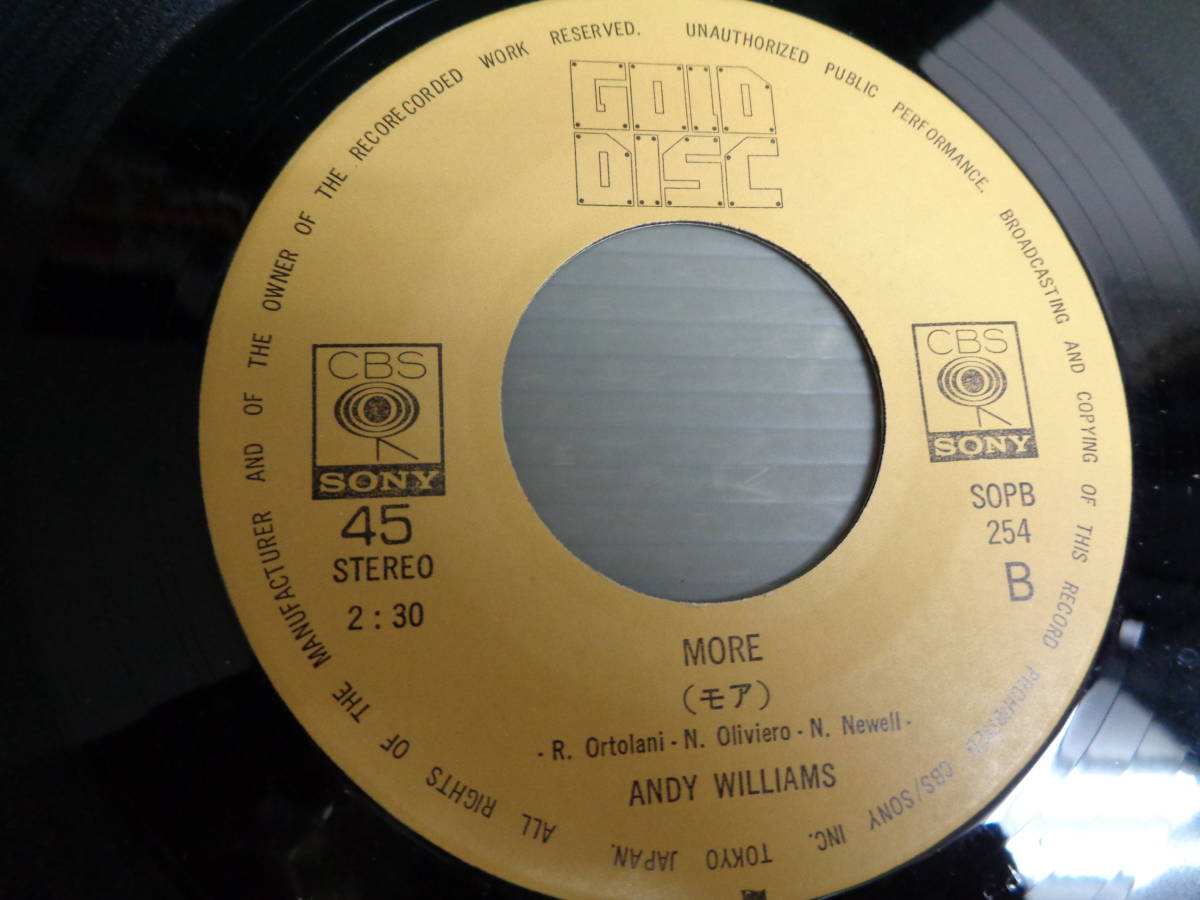 GOLD
DISC
CBS
SONY
45
STEREO
2:30
CBS
SONY
SOPB
254
B
MORE
(モア)
- R. Ortolani - N. Oliviero - N. Newell -
ANDY WILLIAMS
ALL RIGHTS OF THE MANUFACTURER AND OF THE OWNER OF THE RECORECORDED WORK RESERVED. UNAUTHORIZED PUBLIC PERFORMANCE. BROADCASTING AND COPYING OF THIS RECORD PROHIBITED CBS/SONY INC. TOKYO JAPAN.